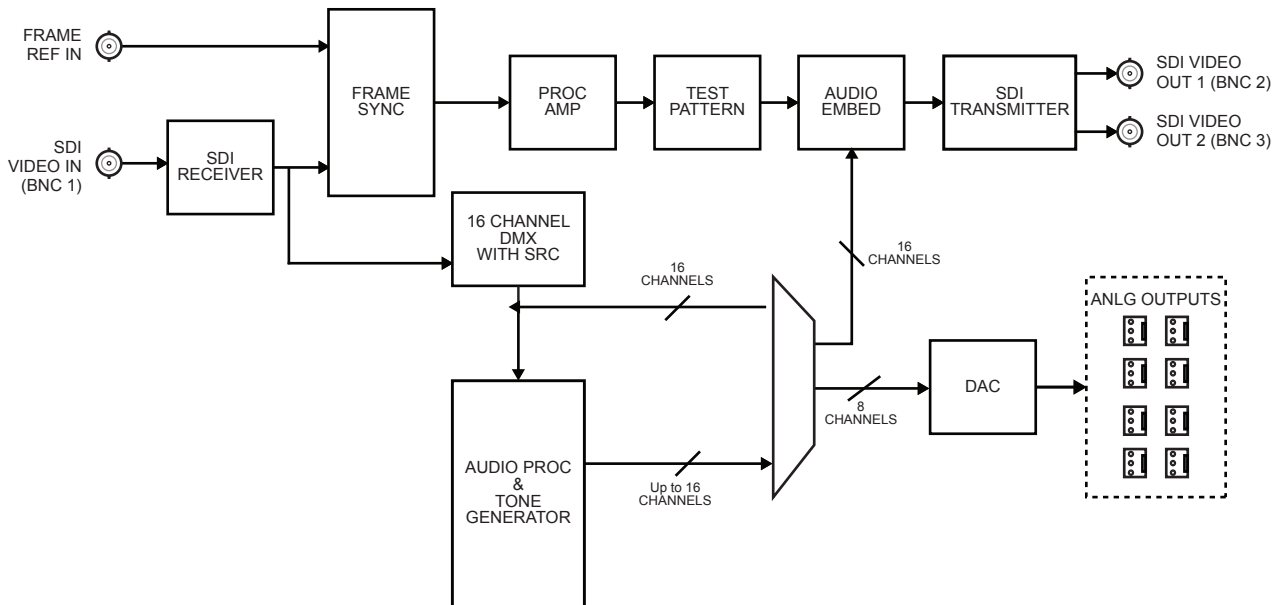 FRAME
REF IN
SDI
VIDEO IN
(BNC 1)
SDI
RECEIVER
FRAME
SYNC
PROC
AMP
TEST
PATTERN
AUDIO
EMBED
SDI
TRANSMITTER
SDI VIDEO
OUT 1 (BNC 2)
SDI VIDEO
OUT 2 (BNC 3)
16 CHANNEL
DMX
WITH SRC
16
CHANNELS
16
CHANNELS
ANLG OUTPUTS
DAC
8
CHANNELS
AUDIO PROC
&
TONE
GENERATOR
Up to 16
CHANNELS